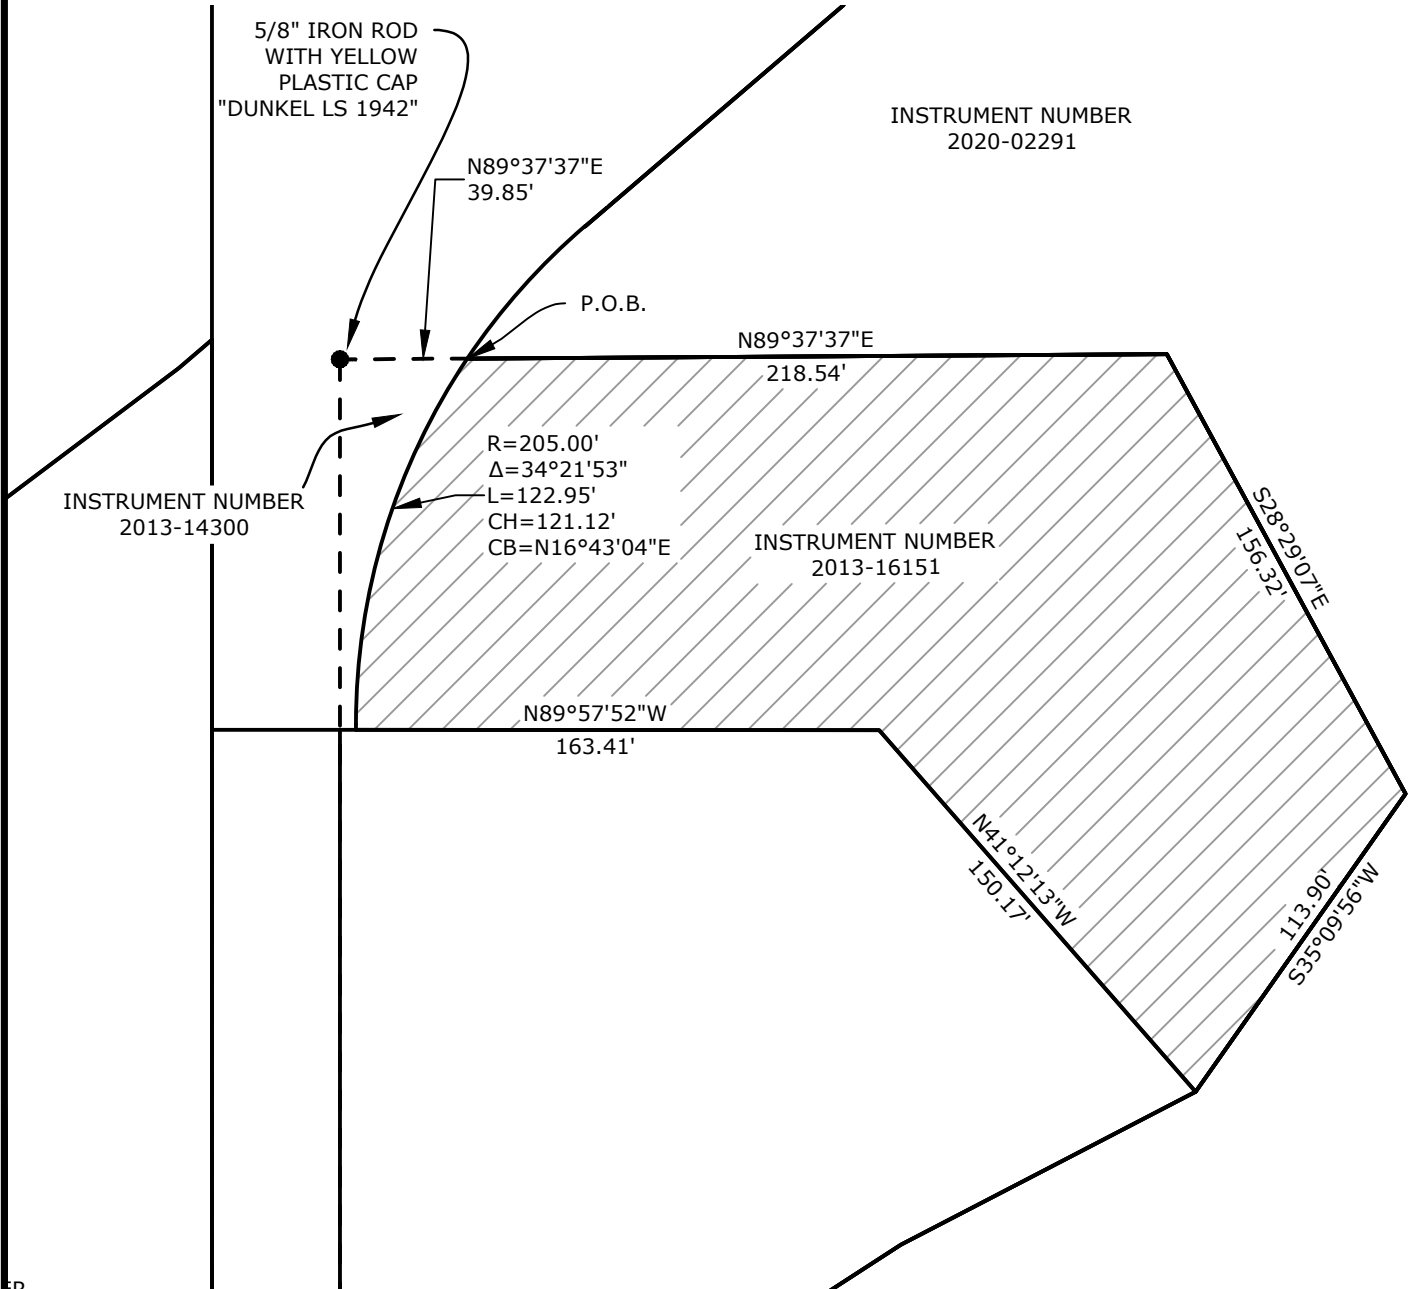 5/8" IRON ROD
WITH YELLOW
PLASTIC CAP
"DUNKEL LS 1942"
INSTRUMENT NUMBER
2020-02291
N89°37'37"E
39.85'
P.O.B.
N89°37'37"E
218.54'
R=205.00'
Δ=34°21'53"
L=122.95'
CH=121.12'
CB=N16°43'04"E
INSTRUMENT NUMBER
2013-14300
INSTRUMENT NUMBER
2013-16151
S28°29'07"E
156.32'
N89°57'52"W
163.41'
N41°12'13"W
150.17'
113.90'
S35°09'56"W